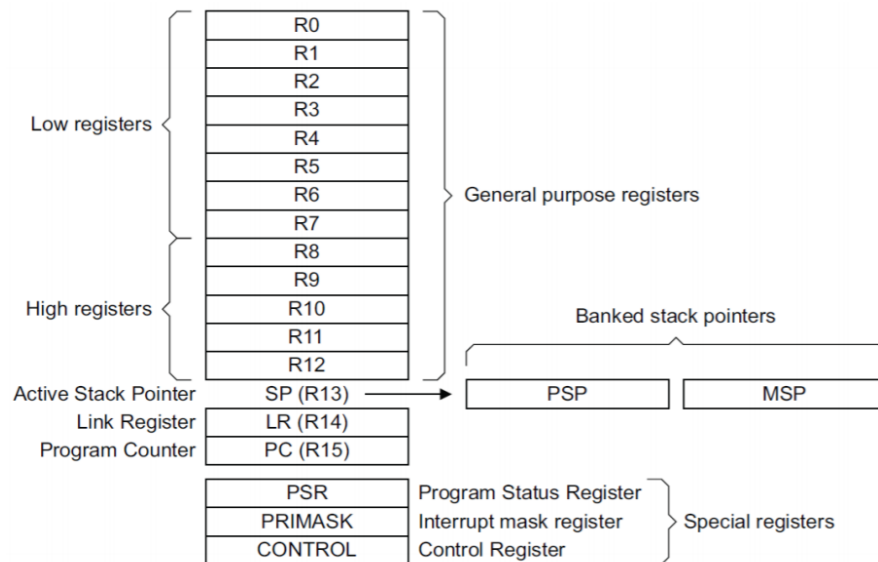 R0
R1
R2
R3
Low registers
R4
R5
R6
General purpose registers
R7
R8
R9
High registers
R10
Banked stack pointers
R11
R12
Active Stack Pointer SP (R13) PSP MSP
Link Register LR (R14)
Program Counter PC (R15)
PSR Program Status Register
PRIMASK Interrupt mask register Special registers
CONTROL Control Register